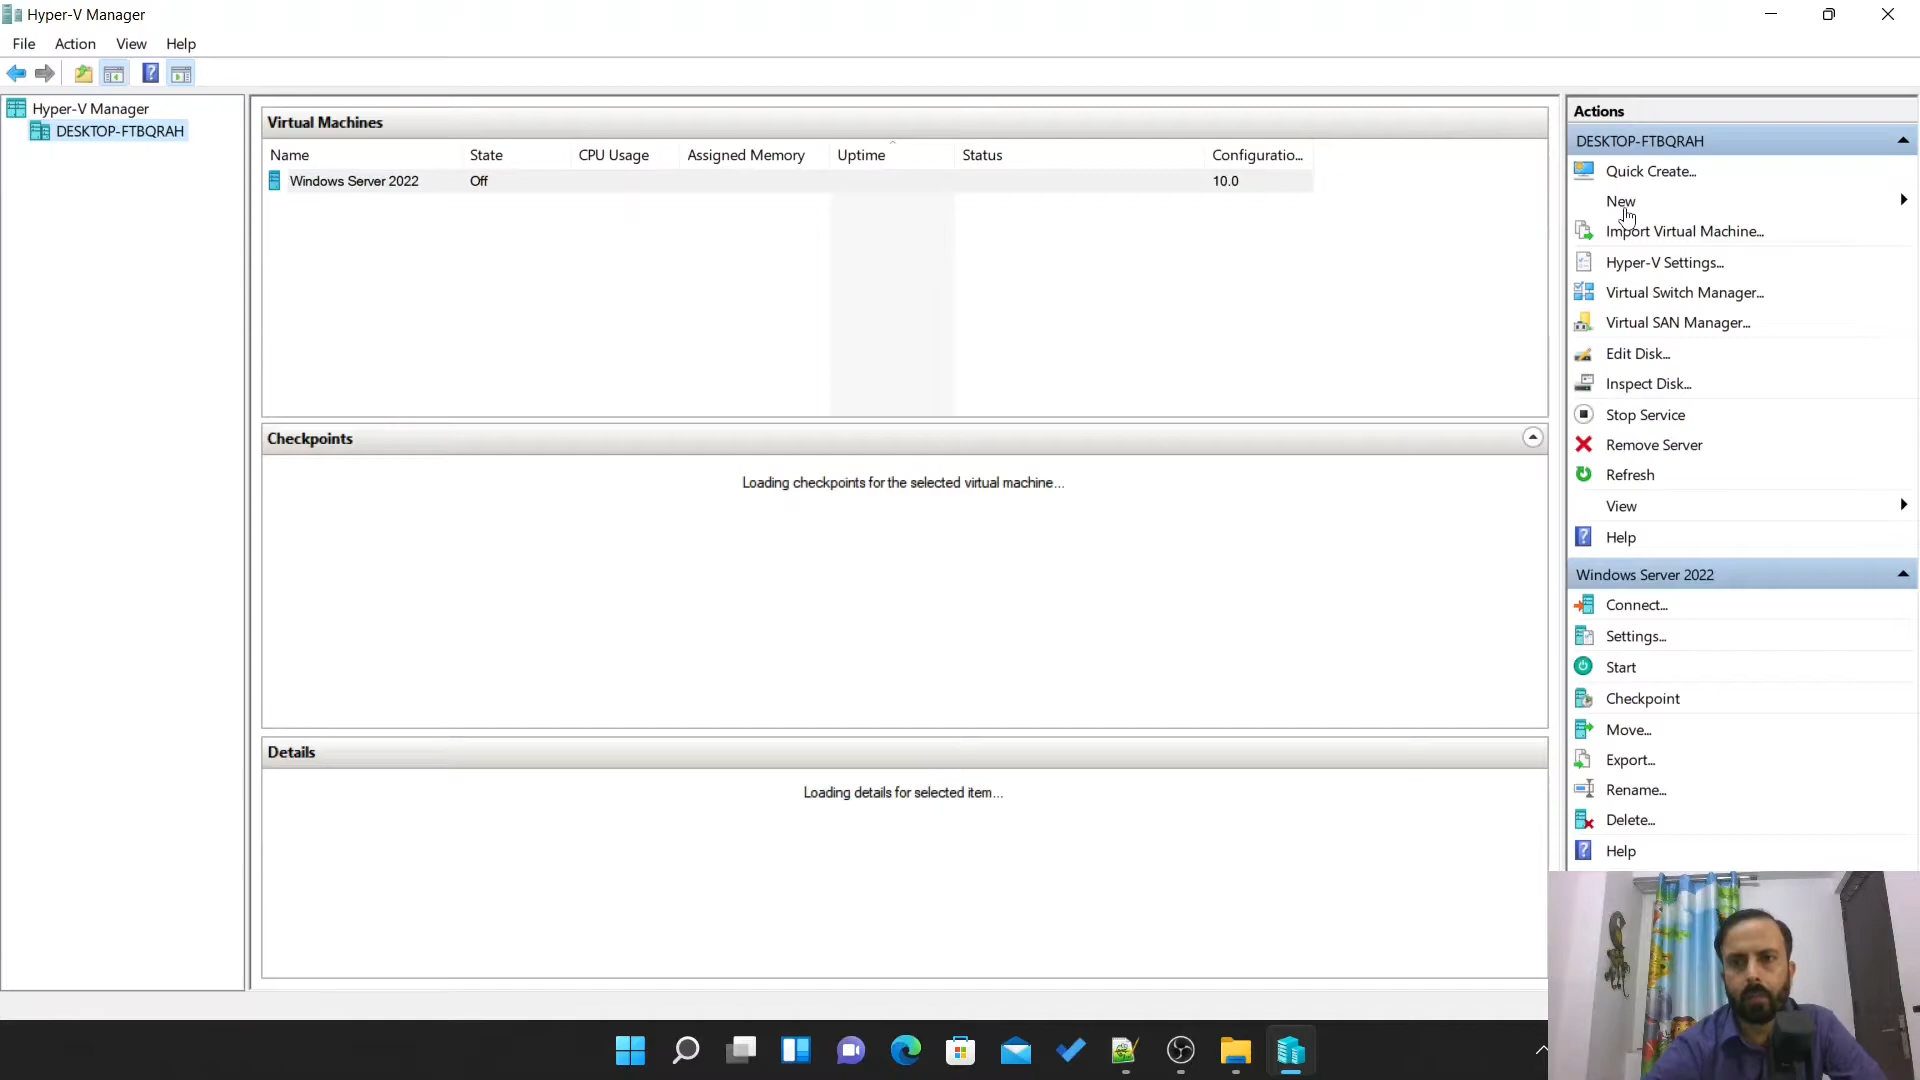 Hyper-V Manager
File Action View Help
Hyper-V Manager
DESKTOP-FTBQRAH
Virtual Machines
Name State CPU Usage Assigned Memory Uptime Status Configuratio...
Windows Server 2022 Off 10.0
Checkpoints
Loading checkpoints for the selected virtual machine...
Details
Loading details for selected item...
Actions
DESKTOP-FTBQRAH
Quick Create...
New
Import Virtual Machine...
Hyper-V Settings...
Virtual Switch Manager...
Virtual SAN Manager...
Edit Disk...
Inspect Disk...
Stop Service
Remove Server
Refresh
View
Help
Windows Server 2022
Connect...
Settings...
Start
Checkpoint
Move...
Export...
Rename...
Delete...
Help